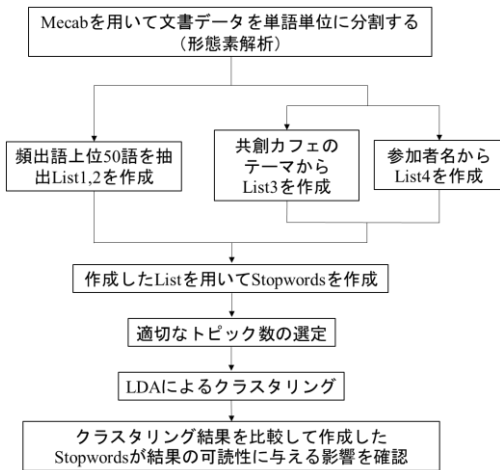 Mecabを用いて文書データを単語単位に分割する
（形態素解析）
頻出語上位50語を抽
出List1,2を作成
共創カフェの
テーマから
List3を作成
参加者名から
List4を作成
作成したListを用いてStopwordsを作成
適切なトピック数の選定
LDAによるクラスタリング
クラスタリング結果を比較して作成した
Stopwordsが結果の可読性に与える影響を確認